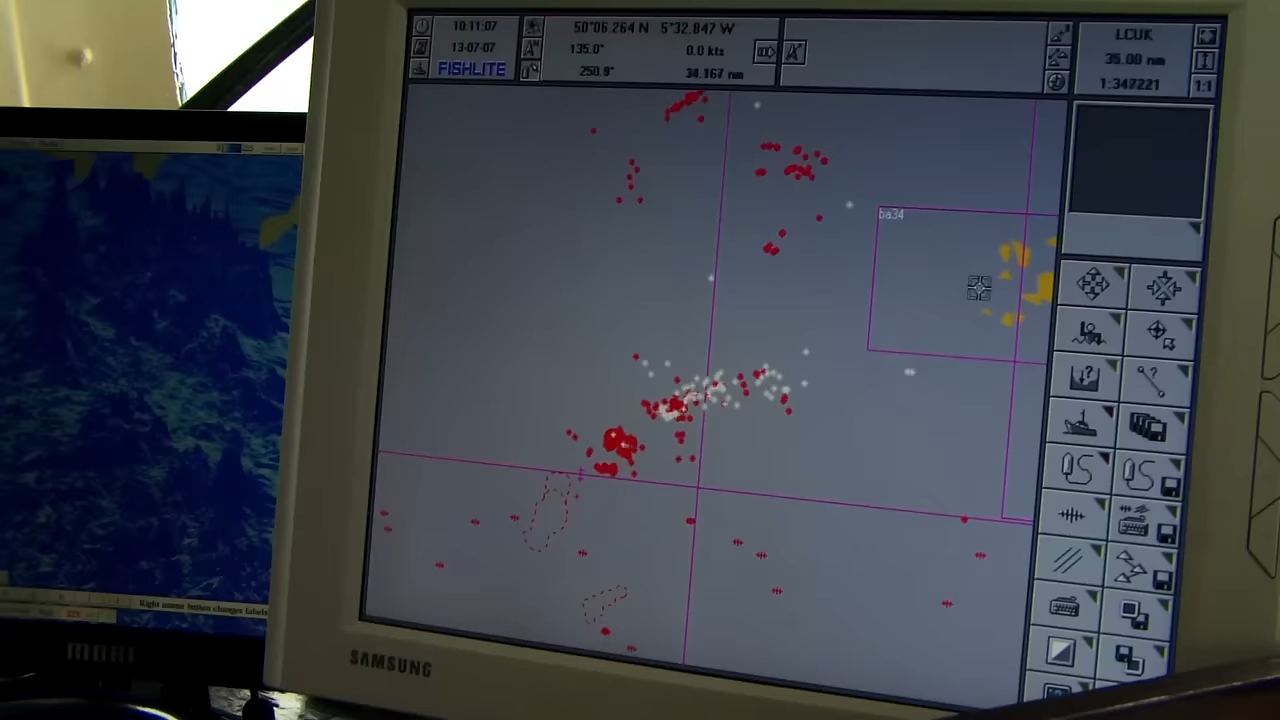 10:11:07
13-07-07
FISHLITE
50°06.264 N 5°32.847 W
135.0° 0.0 kts
250.9° 34.167 nm
LCUK
35.00 nm
1:347221
1:1
ba34
Right mouse button changes labels
SAMSUNG